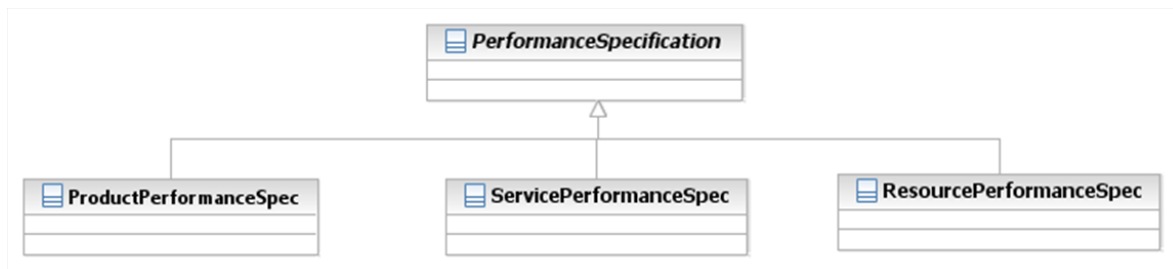 PerformanceSpecification
ProductPerformanceSpec
ServicePerformanceSpec
ResourcePerformanceSpec